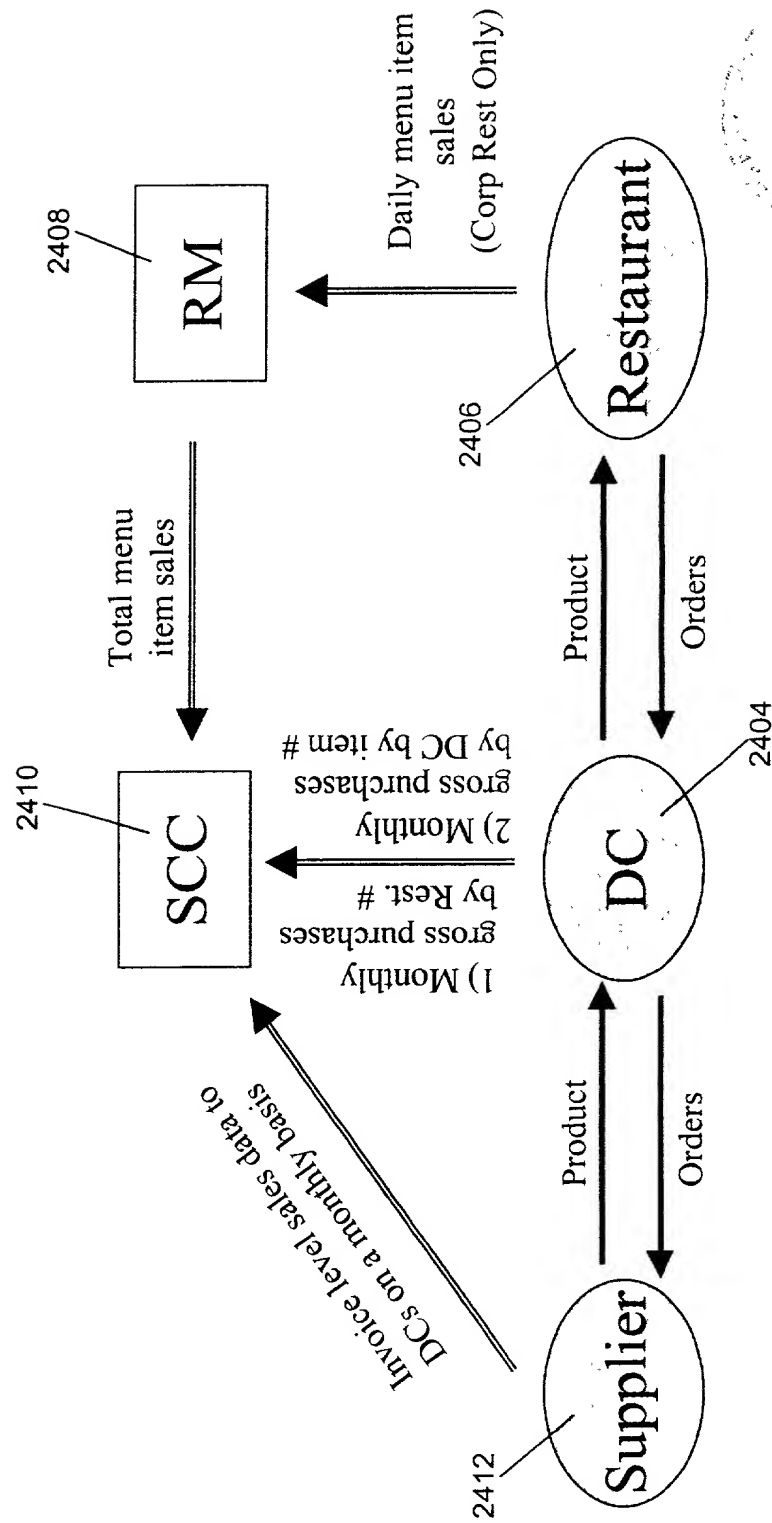 2410
SCC
Total menu
item sales
2408
RM
Invoice level sales data to
DCs on a monthly basis
1) Monthly
gross purchases
by Rest. #
2) Monthly
gross purchases
by DC by item #
Daily menu item
sales
(Corp Rest Only)
2412
Supplier
Product
Orders
DC
2404
Product
Orders
2406
Restaurant